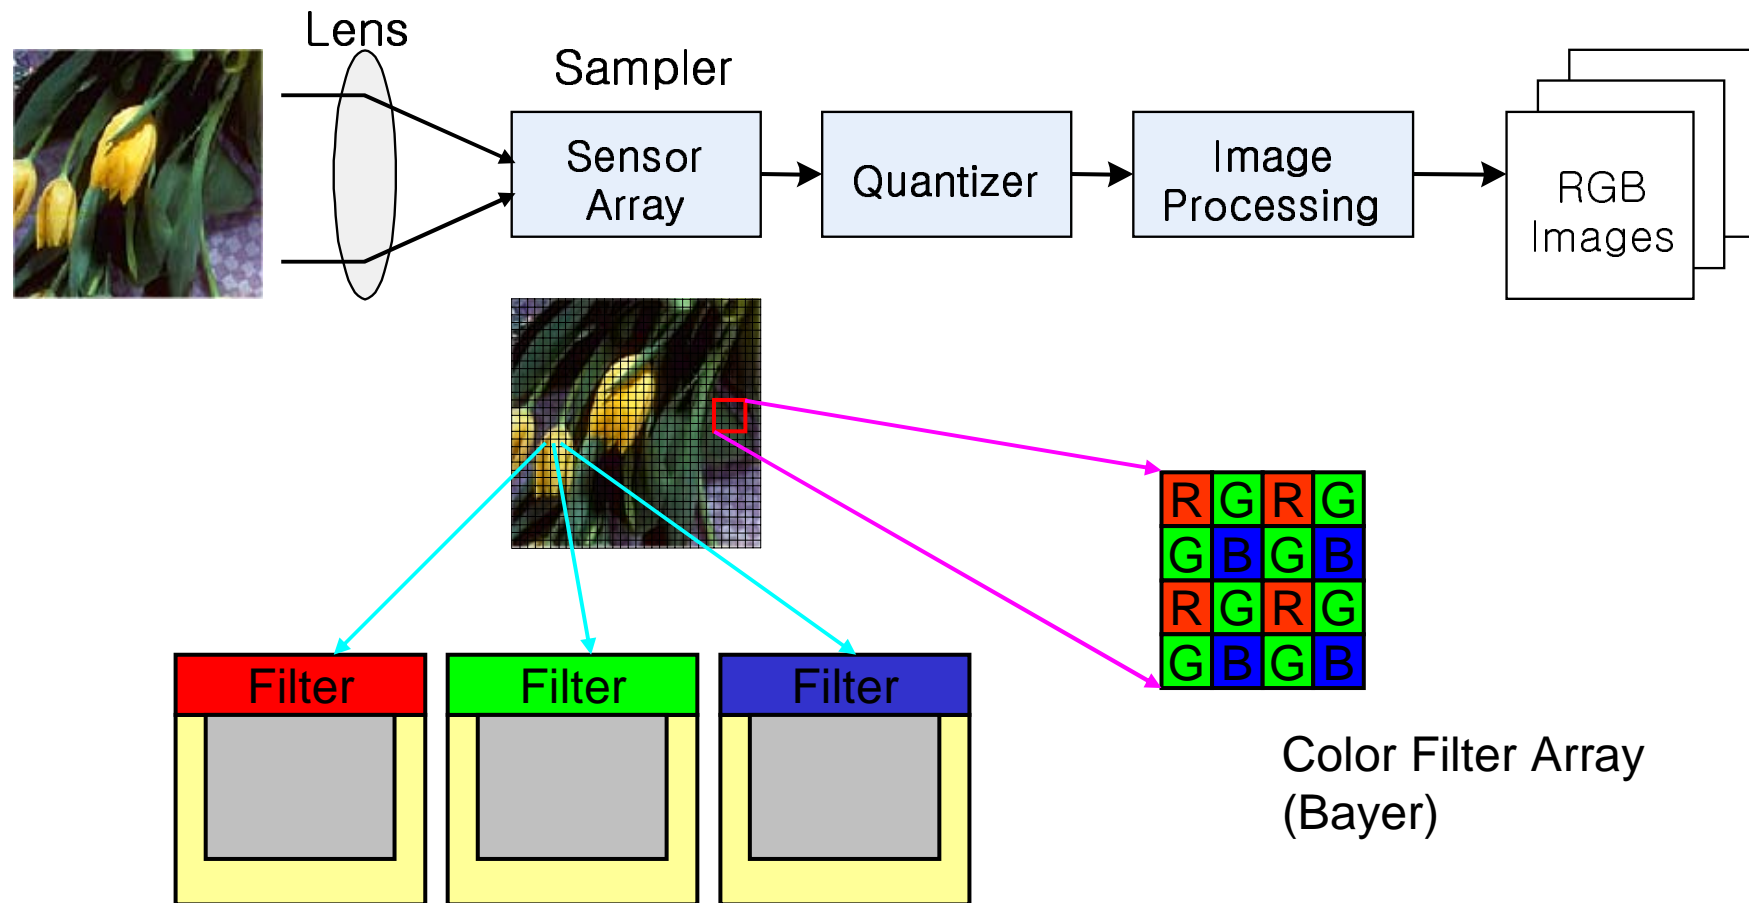 Lens
Sampler
Sensor
Array
Quantizer
Image
Processing
RGB
Images
R G R G
G B G B
R G R G
G B G B
Filter Filter Filter
Color Filter Array
(Bayer)